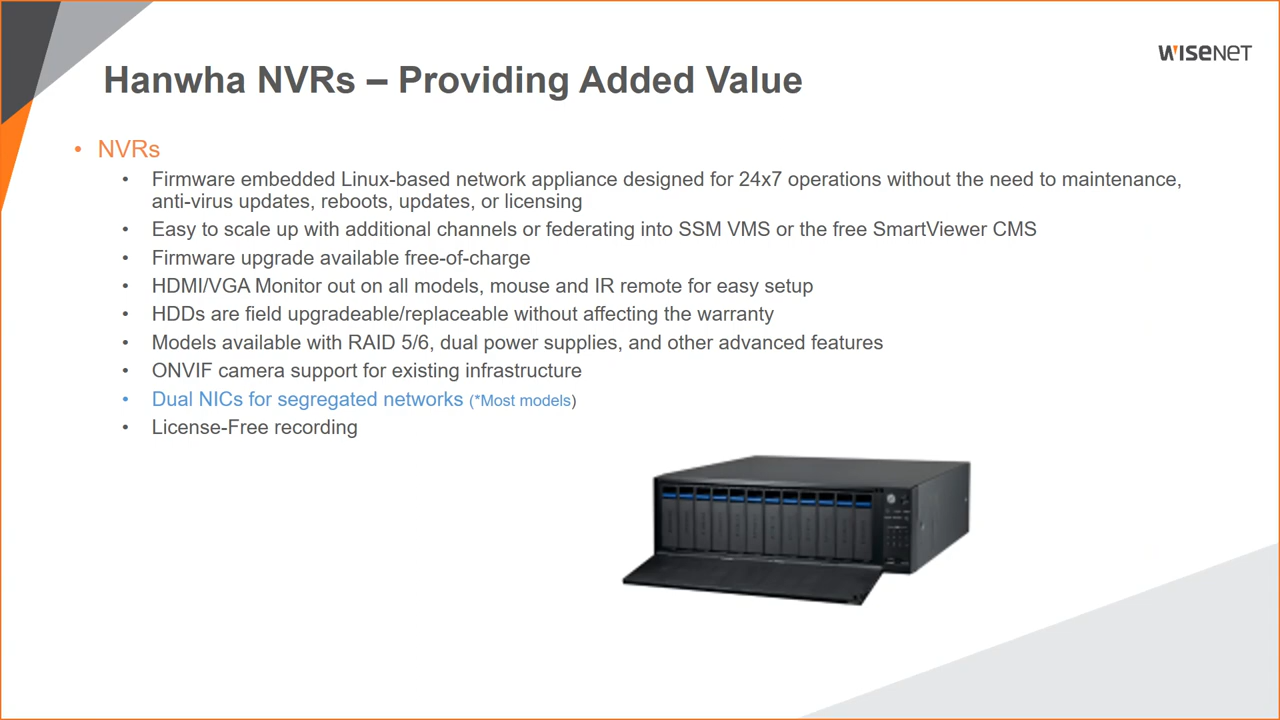 WISENET
Hanwha NVRs – Providing Added Value
• NVRs
• Firmware embedded Linux-based network appliance designed for 24x7 operations without the need to maintenance,
anti-virus updates, reboots, updates, or licensing
• Easy to scale up with additional channels or federating into SSM VMS or the free SmartViewer CMS
• Firmware upgrade available free-of-charge
• HDMI/VGA Monitor out on all models, mouse and IR remote for easy setup
• HDDs are field upgradeable/replaceable without affecting the warranty
• Models available with RAID 5/6, dual power supplies, and other advanced features
• ONVIF camera support for existing infrastructure
• Dual NICs for segregated networks (*Most models)
• License-Free recording